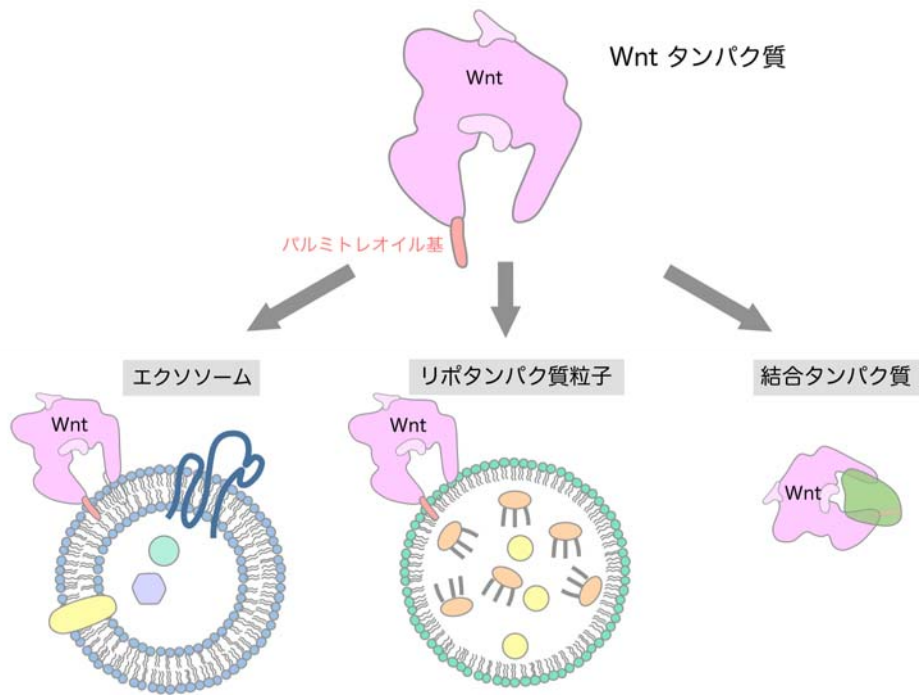 Wnt
Wnt タンパク質
パルミトレオイル基
エクソソーム
リポタンパク質粒子
結合タンパク質
Wnt
Wnt
Wnt